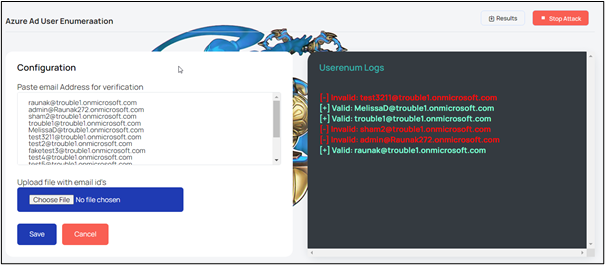 Azure Ad User Enumeraation
Results
Stop Attack
Configuration
Paste email Address for verification
raunak@trouble1.onmicrosoft.com
admin@Raunak272.onmicrosoft.com
sham2@trouble1.onmicrosoft.com
trouble1@trouble1.onmicrosoft.com
MelissaD@trouble1.onmicrosoft.com
test3211@trouble1.onmicrosoft.com
test2@trouble1.onmicrosoft.com
faketest3@trouble1.onmicrosoft.com
test4@trouble1.onmicrosoft.com
test5@trouble1.onmicrosoft.com
Upload file with email id's
Choose File No file chosen
Save Cancel
Userenum Logs
[-] Invalid: test3211@trouble1.onmicrosoft.com
[+] Valid: MelissaD@trouble1.onmicrosoft.com
[+] Valid: trouble1@trouble1.onmicrosoft.com
[-] Invalid: sham2@trouble1.onmicrosoft.com
[-] Invalid: admin@Raunak272.onmicrosoft.com
[+] Valid: raunak@trouble1.onmicrosoft.com